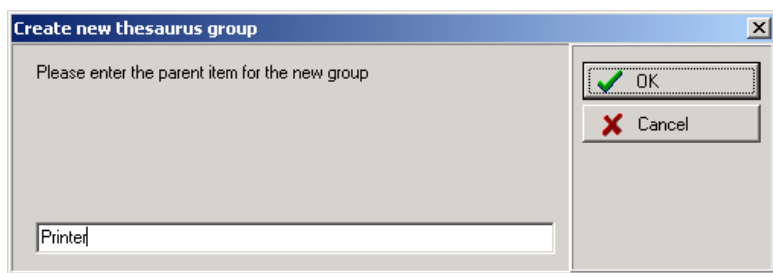 Create new thesaurus group
Please enter the parent item for the new group
OK
Cancel
Printer